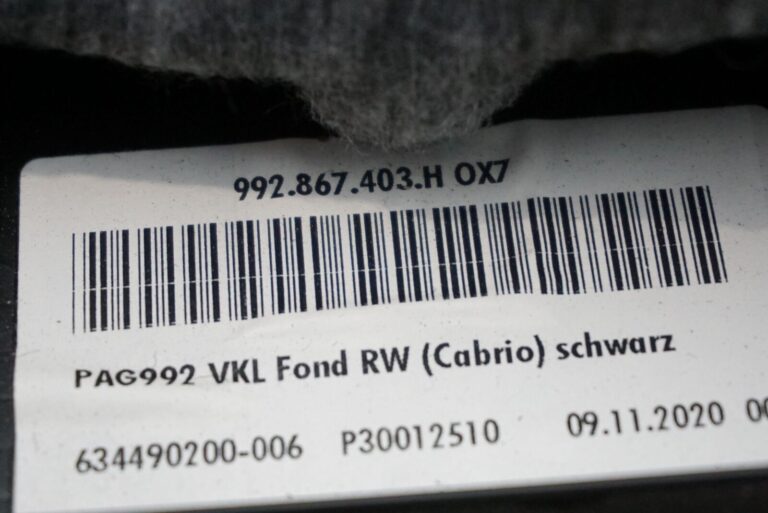 992.867.403.H OX7
PAG992 VKL Fond RW (Cabrio) schwarz
634490200-006 P30012510 09.11.2020